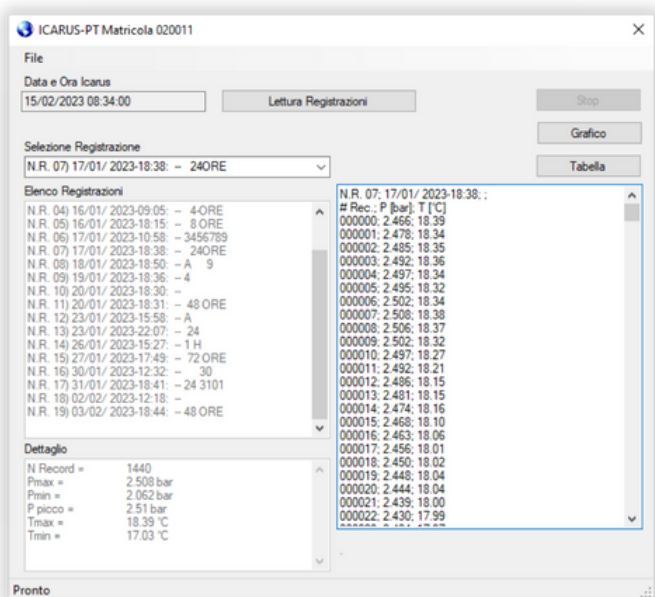 ICARUS-PT Matricola 020011
File
Data e Ora Icarus
15/02/2023 08:34:00
Lettura Registrazioni
Stop
Grafico
Selezione Registrazione
N.R. 07) 17/01/ 2023-18:38: -- 24ORE
Tabella
Elenco Registrazioni
N.R. 04) 16/01/ 2023-09:05: -- 4-ORE
N.R. 05) 16/01/ 2023-18:15: -- 8 ORE
N.R. 06) 17/01/ 2023-10:58: --3456789
N.R. 07) 17/01/ 2023-18:38: -- 24ORE
N.R. 08) 18/01/ 2023-18:50: -- A 9
N.R. 09) 19/01/ 2023-18:36: -- 4
N.R. 10) 20/01/ 2023-18:30: --
N.R. 11) 20/01/ 2023-18:31: -- 48 ORE
N.R. 12) 23/01/ 2023-15:58: -- A
N.R. 13) 23/01/ 2023-22:07: -- 24
N.R. 14) 26/01/ 2023-15:27: -- 1 H
N.R. 15) 27/01/ 2023-17:49: -- 72 ORE
N.R. 16) 30/01/ 2023-12:32: -- 30
N.R. 17) 31/01/ 2023-18:41: -- 24 3101
N.R. 18) 02/02/ 2023-12:18: --
N.R. 19) 03/02/ 2023-18:44: -- 48 ORE
Dettaglio
N Record = 1440
Pmax = 2.508 bar
Pmin = 2.062 bar
P picco = 2.51 bar
Tmax = 18.39 °C
Tmin = 17.03 °C
N.R. 07; 17/01/ 2023-18:38; ;
# Rec.; P [bar]; T [°C]
000000; 2.466; 18.39
000001; 2.478; 18.34
000002; 2.485; 18.35
000003; 2.492; 18.36
000004; 2.497; 18.34
000005; 2.495; 18.32
000006; 2.502; 18.34
000007; 2.508; 18.38
000008; 2.506; 18.37
000009; 2.502; 18.32
000010; 2.497; 18.27
000011; 2.492; 18.21
000012; 2.486; 18.15
000013; 2.481; 18.15
000014; 2.474; 18.16
000015; 2.468; 18.10
000016; 2.463; 18.06
000017; 2.456; 18.01
000018; 2.450; 18.02
000019; 2.448; 18.04
000020; 2.444; 18.04
000021; 2.439; 18.00
000022; 2.430; 17.99
Pronto